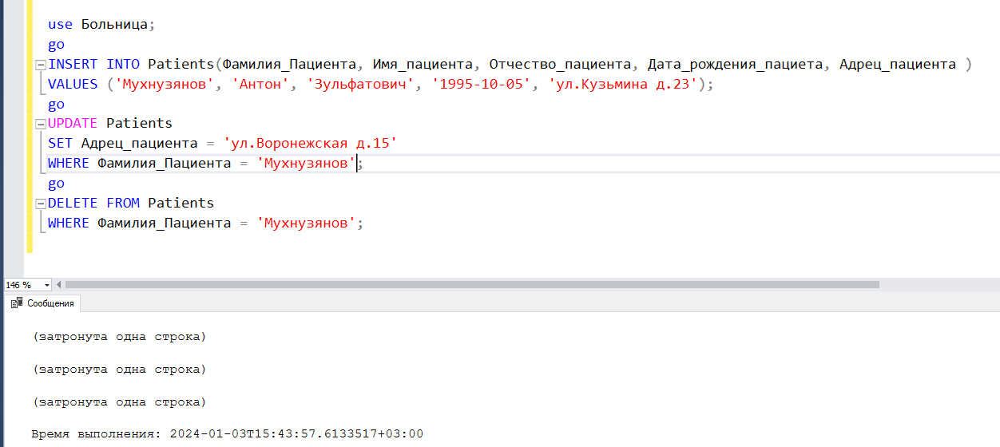 use Больница;
go
INSERT INTO Patients(Фамилия_Пациента, Имя_пациента, Отчество_пациента, Дата_рождения_пациета, Адрец_пациента )
VALUES ('Мухнузянов', 'Антон', 'Зульфатович', '1995-10-05', 'ул.Кузьмина д.23');
go
UPDATE Patients
SET Адрец_пациента = 'ул.Воронежская д.15'
WHERE Фамилия_Пациента = 'Мухнузянов';
go
DELETE FROM Patients
WHERE Фамилия_Пациента = 'Мухнузянов';
146 %
Сообщения
(затронута одна строка)
(затронута одна строка)
(затронута одна строка)
Время выполнения: 2024-01-03T15:43:57.6133517+03:00